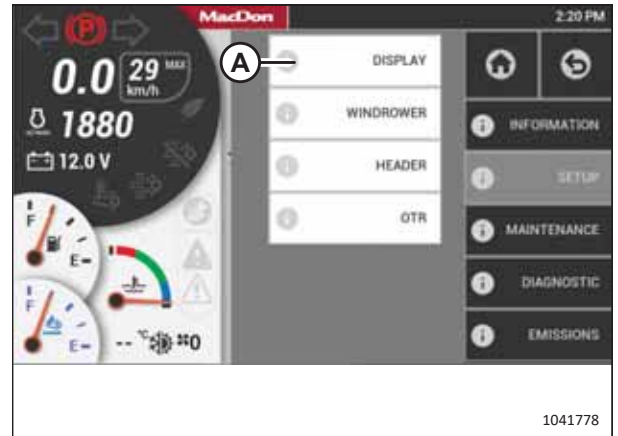 MacDon
2:20 PM
P
0.0
29 MAX
km/h
1880
12.0 V
F
E
F
E
-- °C
0
A
DISPLAY
WINDROWER
HEADER
OTR
INFORMATION
SETUP
MAINTENANCE
DIAGNOSTIC
EMISSIONS
1041778